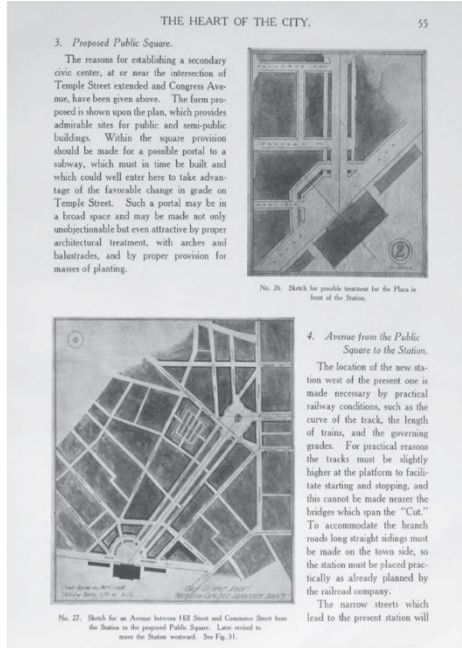 THE HEART OF THE CITY.
55
3. Proposed Public Square.
The reasons for establishing a secondary
civic center, at or near the intersection of
Temple Street extended and Congress Ave-
nue, have been given above. The form pro-
posed is shown upon the plan, which provides
admirable sites for public and semi-public
buildings. Within the square provision
should be made for a possible portal to a
subway, which must in time be built and
which could well enter here to take advan-
tage of the favorable change in grade on
Temple Street. Such a portal may be in
a broad space and may be made not only
unobjectionable but even attractive by proper
architectural treatment, with arches and
balustrades, and by proper provision for
masses of planting.
2
No. 26. Sketch for possible treatment for the Plaza in
front of the Station.
No. 27. Sketch for an Avenue between Hill Street and Commerce Street from
the Station to the proposed Public Square. Later revised to
move the Station westward. See Fig. 31.
4. Avenue from the Public
Square to the Station.
The location of the new sta-
tion west of the present one is
made necessary by practical
railway conditions, such as the
curve of the track, the length
of trains, and the governing
grades. For practical reasons
the tracks must be slightly
higher at the platform to facili-
tate starting and stopping, and
this cannot be made nearer the
bridges which span the "Cut."
To accommodate the branch
roads long straight sidings must
be made on the town side, so
the station must be placed prac-
tically as already planned by
the railroad company.
The narrow streets which
lead to the present station will